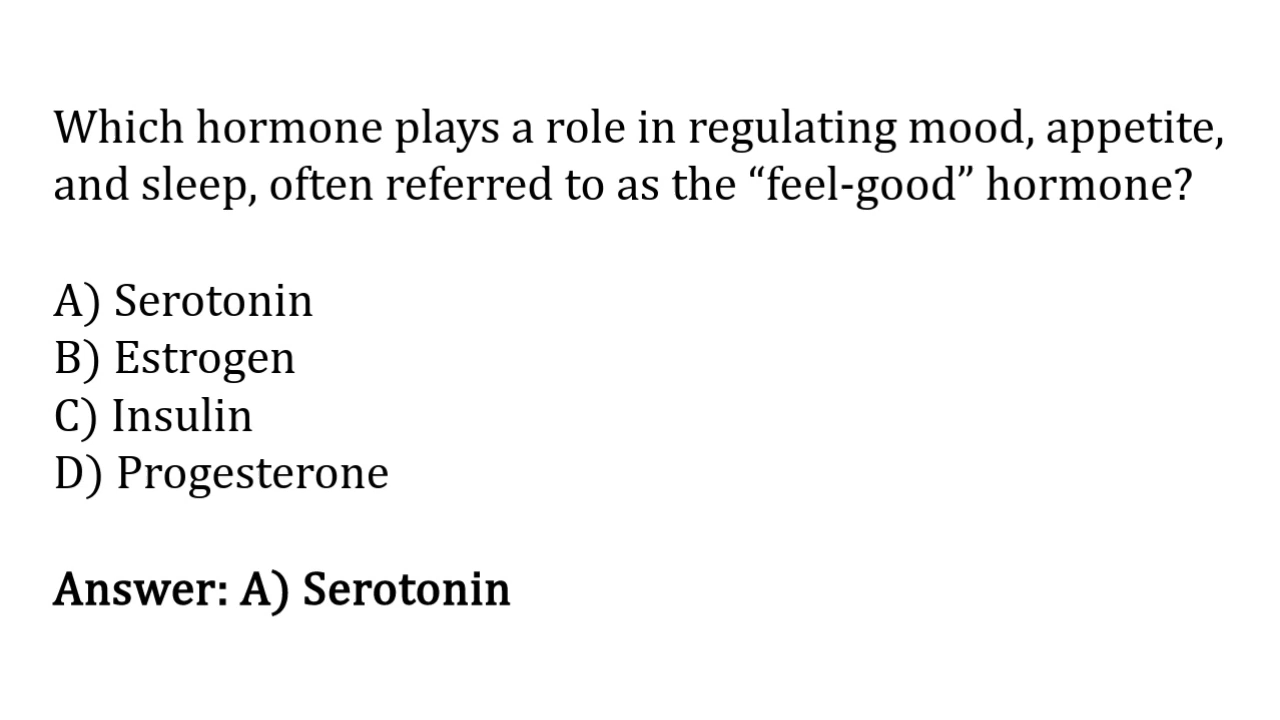 Which hormone plays a role in regulating mood, appetite,
and sleep, often referred to as the “feel-good” hormone?
A) Serotonin
B) Estrogen
C) Insulin
D) Progesterone
Answer: A) Serotonin